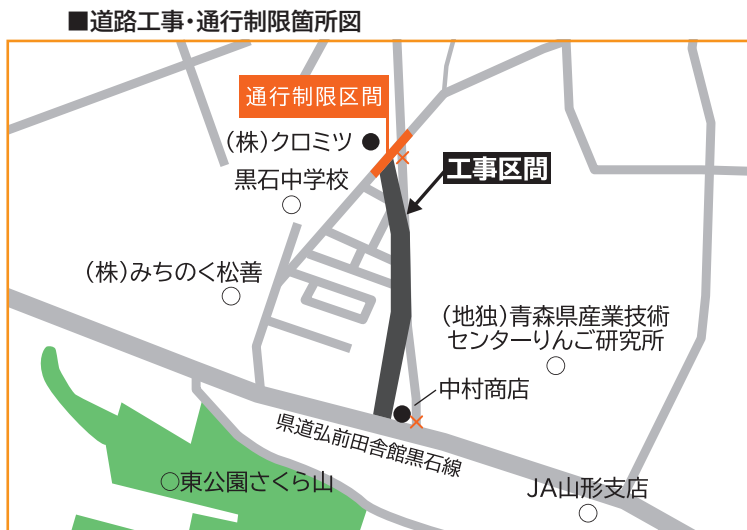 ■道路工事・通行制限箇所図
通行制限区間
(株)クロミツ
工事区間
黒石中学校
(株)みちのく松善
(地独)青森県産業技術
センターりんご研究所
中村商店
県道弘前田舎館黒石線
東公園さくら山
JA山形支店